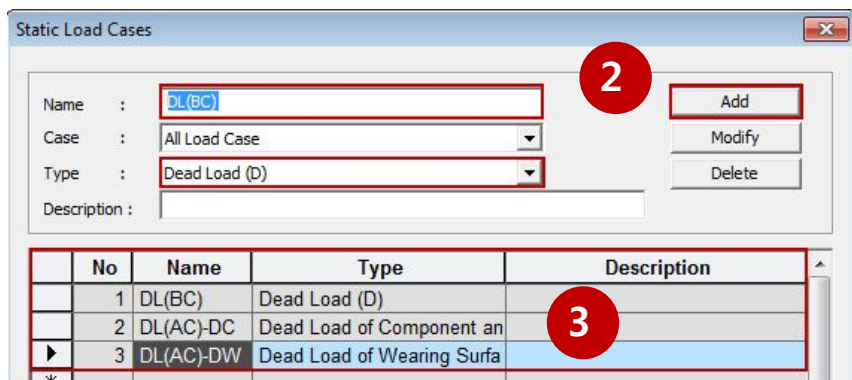 Static Load Cases
2
Name : DL(BC) Add
Case : All Load Case Modify
Type : Dead Load (D) Delete
Description :
No Name Type Description
1 DL(BC) Dead Load (D)
2 DL(AC)-DC Dead Load of Component an
3
3 DL(AC)-DW Dead Load of Wearing Surfa
*